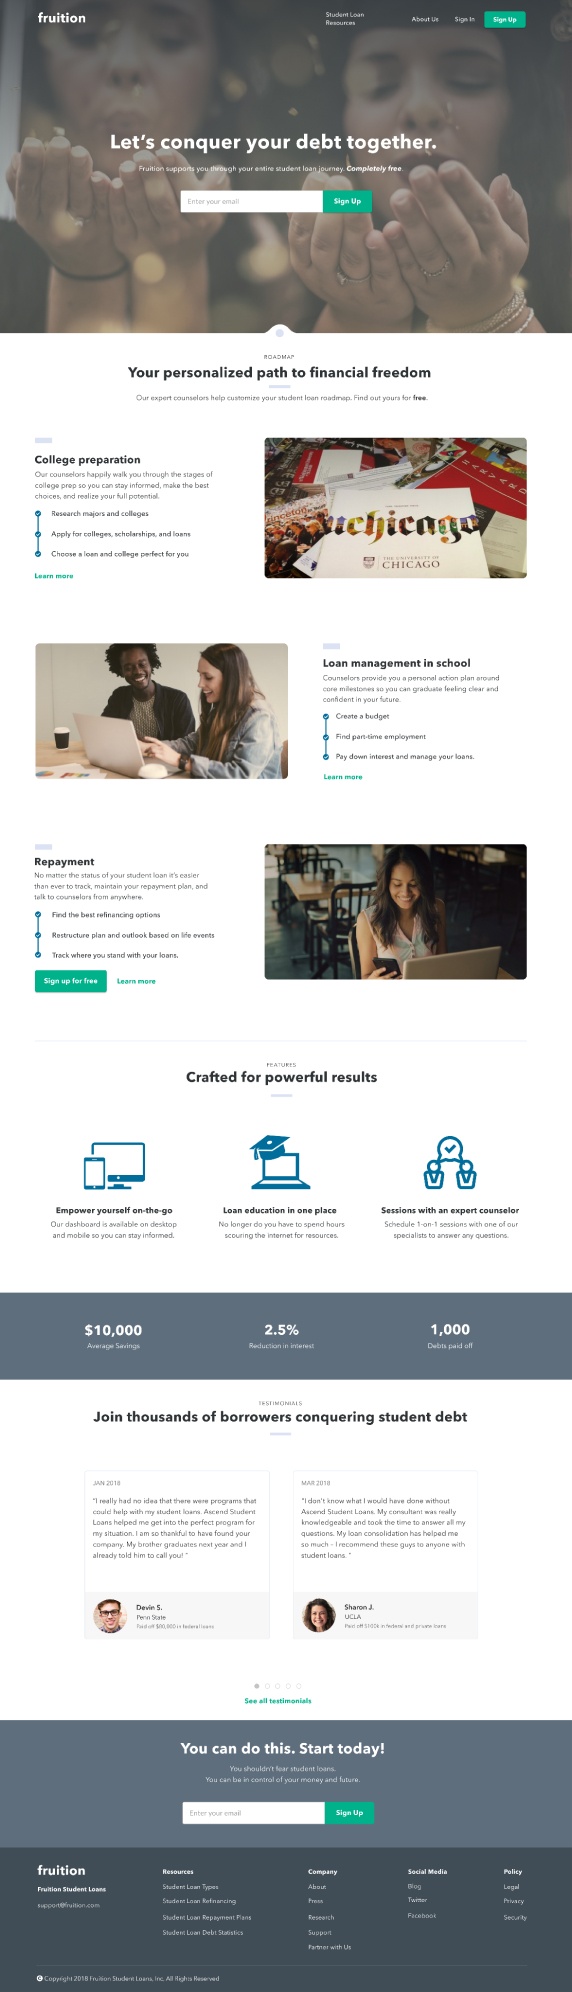 fruition
Student Loan
Resources
About Us
Sign In
Sign Up
Let's conquer your debt together.
Fruition supports you through your entire student loan journey. Completely free.
Enter your email
Sign Up
ROADMAP
Your personalized path to financial freedom
Our expert counselors help customize your student loan roadmap. Find out yours for free.
College preparation
Our counselors happily walk you through the stages of
college prep so you can stay informed, make the best
choices, and realize your full potential.
Research majors and colleges
Apply for colleges, scholarships, and loans
Choose a loan and college perfect for you
Learn more
HARVARD
uchicago
THE UNIVERSITY OF
CHICAGO
Loan management in school
Counselors provide you a personal action plan around
core milestones so you can graduate feeling clear and
confident in your future.
Create a budget
Find part-time employment
Pay down interest and manage your loans.
Learn more
Repayment
No matter the status of your student loan it's easier
than ever to track, maintain your repayment plan, and
talk to counselors from anywhere.
Find the best refinancing options
Restructure plan and outlook based on life events
Track where you stand with your loans.
Sign up for free
Learn more
FEATURES
Crafted for powerful results
Empower yourself on-the-go
Our dashboard is available on desktop
and mobile so you can stay informed.
Loan education in one place
No longer do you have to spend hours
scouring the internet for resources.
Sessions with an expert counselor
Schedule 1-on-1 sessions with one of our
specialists to answer any questions.
$10,000
Average Savings
2.5%
Reduction in interest
1,000
Debts paid off
TESTIMONIALS
Join thousands of borrowers conquering student debt
JAN 2018
"I really had no idea that there were programs that
could help with my student loans. Ascend Student
Loans helped me get into the perfect program for
my situation. I am so thankful to have found your
company. My brother graduates next year and I
already told him to call you! "
Devin S.
Penn State
Paid off $80,000 in federal loans
MAR 2018
"I don't know what I would have done without
Ascend Student Loans. My consultent was really
knowledgeable and took the time to answer all my
questions. My loan consolidation has helped me
so much – I recommend these guys to anyone with
student loans. "
Sharon J.
UCLA
Paid off $100k in federal and private loans
See all testimonials
You can do this. Start today!
You shouldn't fear student loans.
You can be in control of your money and future.
Enter your email
Sign Up
fruition
Fruition Student Loans
support@fruition.com
Resources
Student Loan Types
Student Loan Refinancing
Student Loan Repayment Plans
Student Loan Debt Statistics
Company
About
Press
Research
Support
Partner with Us
Social Media
Blog
Twitter
Facebook
Policy
Legal
Privacy
Security
Copyright 2018 Fruition Student Loans, Inc. All Rights Reserved